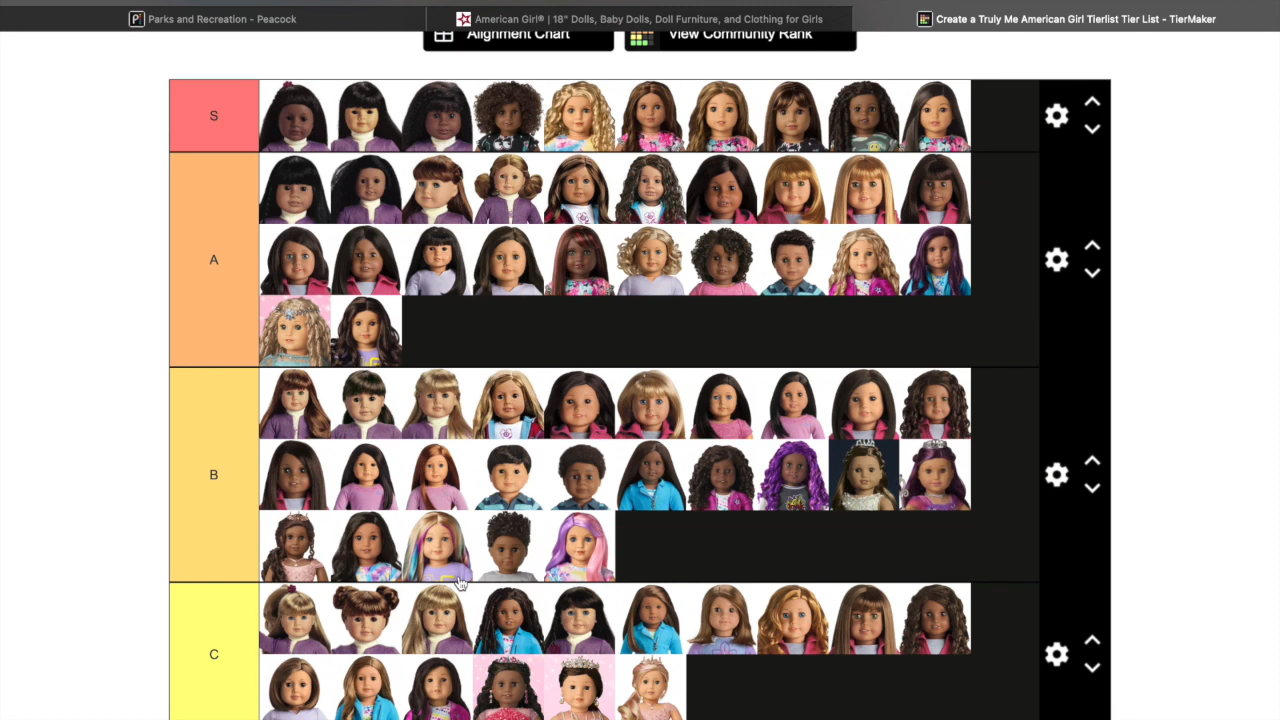 Parks and Recreation - Peacock
American Girl® | 18" Dolls, Baby Dolls, Doll Furniture, and Clothing for Girls
Create a Truly Me American Girl Tierlist Tier List - TierMaker
Alignment Chart
View Community Rank
S
A
B
C